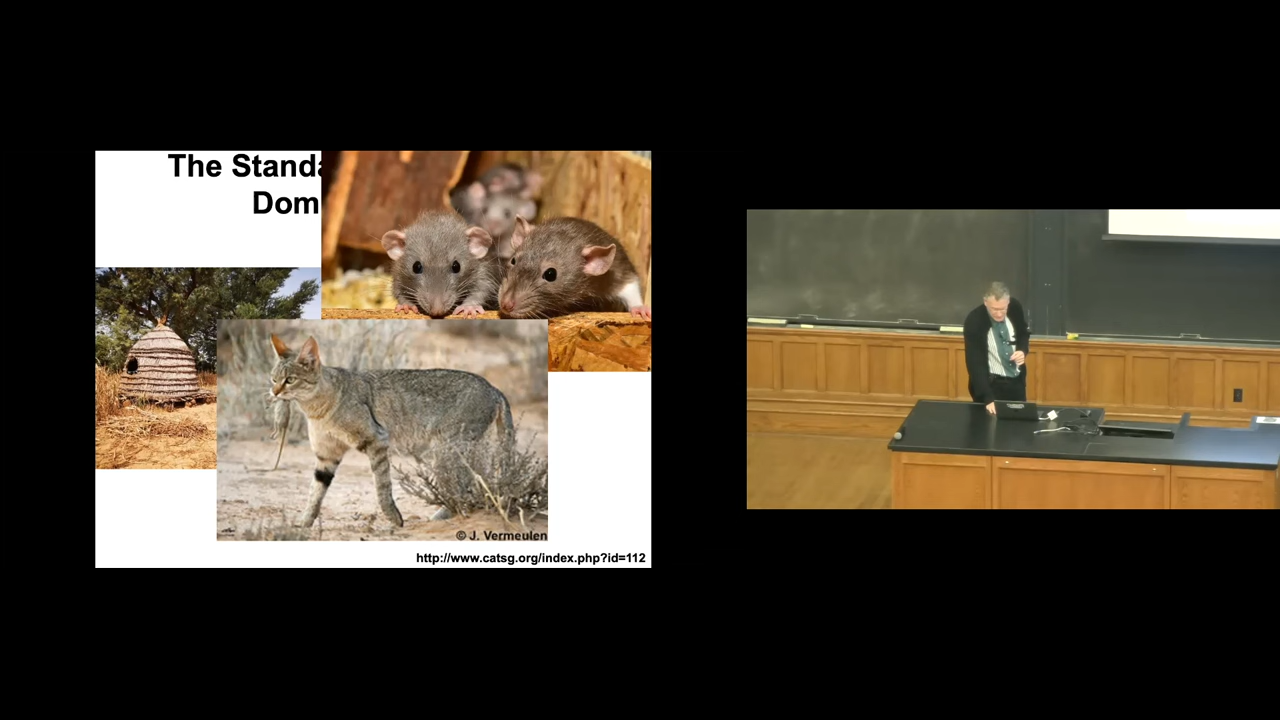 The Standa
Dom
© J. Vermeulen
http://www.catsg.org/index.php?id=112